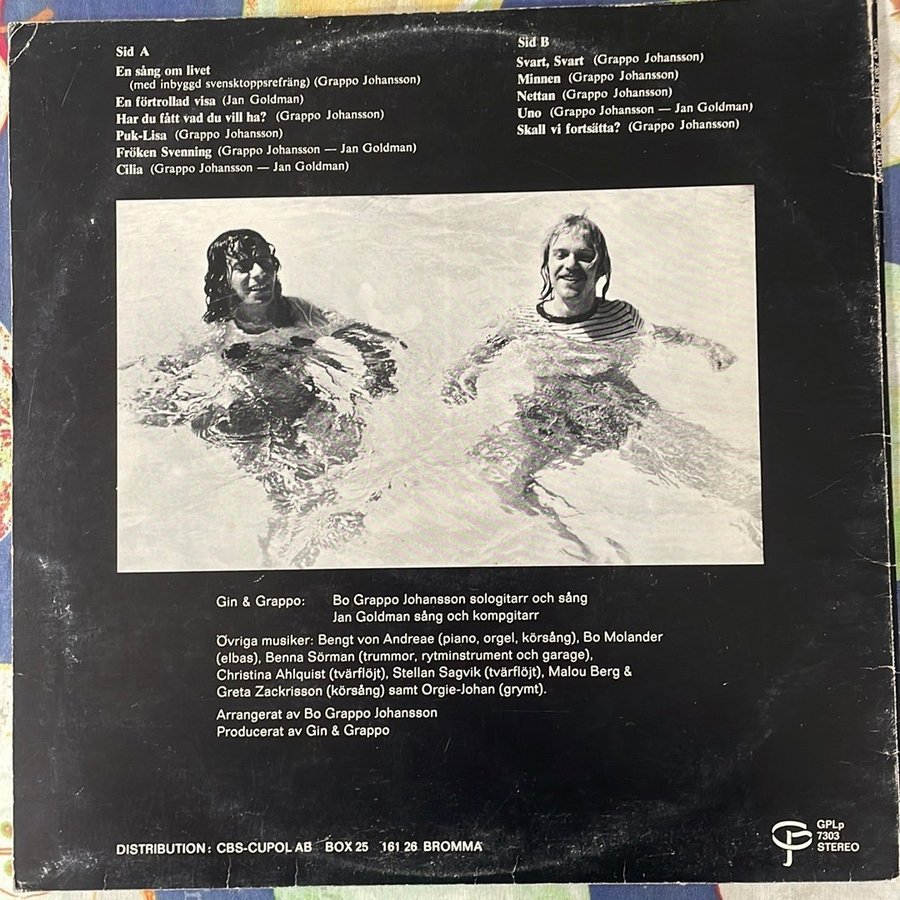 Sid A
En sång om livet
(med inbyggd svensktoppsrefräng) (Grappo Johansson)
En förtrollad visa (Jan Goldman)
Har du fått vad du vill ha? (Grappo Johansson)
Puk-Lisa (Grappo Johansson)
Fröken Svenning (Grappo Johansson — Jan Goldman)
Cilia (Grappo Johansson — Jan Goldman)
Sid B
Svart, Svart (Grappo Johansson)
Minnen (Grappo Johansson)
Nettan (Grappo Johansson)
Uno (Grappo Johansson — Jan Goldman)
Skall vi fortsätta? (Grappo Johansson)
Gin & Grappo: Bo Grappo Johansson sologitarr och sång
Jan Goldman sång och kompgitarr
Övriga musiker: Bengt von Andreae (piano, orgel, körsång), Bo Molander
(elbas), Benna Sörman (trummor, rytminstrument och garage),
Christina Ahlquist (tvärflöjt), Stellan Sagvik (tvärflöjt), Malou Berg &
Greta Zackrisson (körsång) samt Orgie-Johan (grymt).
Arrangerat av Bo Grappo Johansson
Producerat av Gin & Grappo
DISTRIBUTION: CBS-CUPOL AB BOX 25 161 26 BROMMA
GPLp
7303
STEREO
GIN & GRAPPO